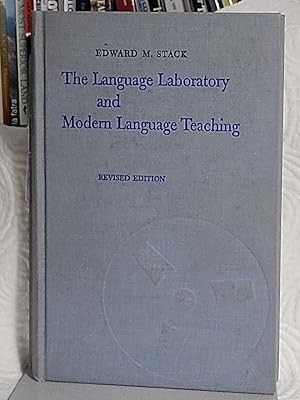 EDWARD M. STACK
The Language Laboratory
and
Modern Language Teaching
REVISED EDITION